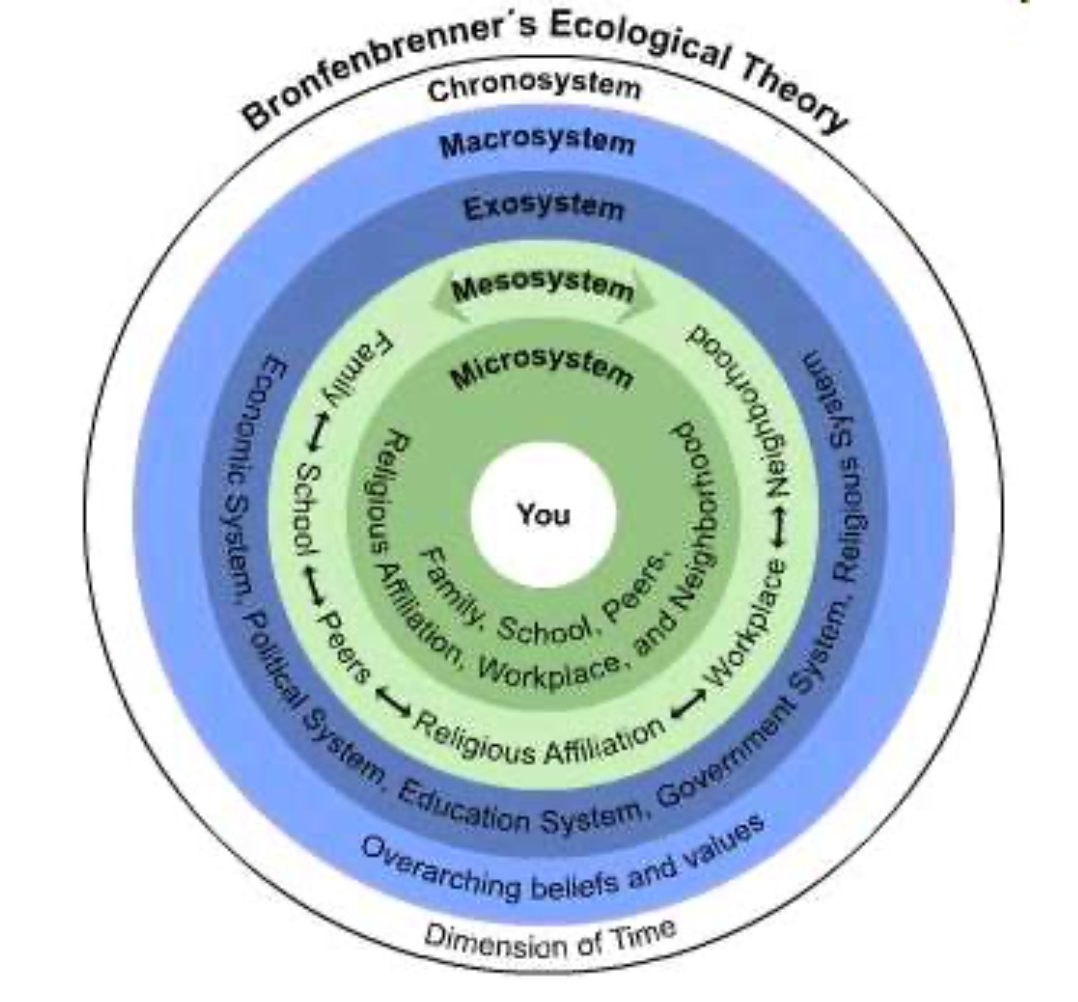 Bronfenbrenner´s Ecological Theory
Chronosystem
Macrosystem
Exosystem
Mesosystem
Microsystem
You
Family, School, Peers,
Religious Affiliation, Workplace, and Neighborhood
Family ↔ School ↔ Peers ↔ Religious Affiliation ↔ Workplace ↔ Neighborhood
Economic System, Political System, Education System, Government System, Religious System
Overarching beliefs and values
Dimension of Time